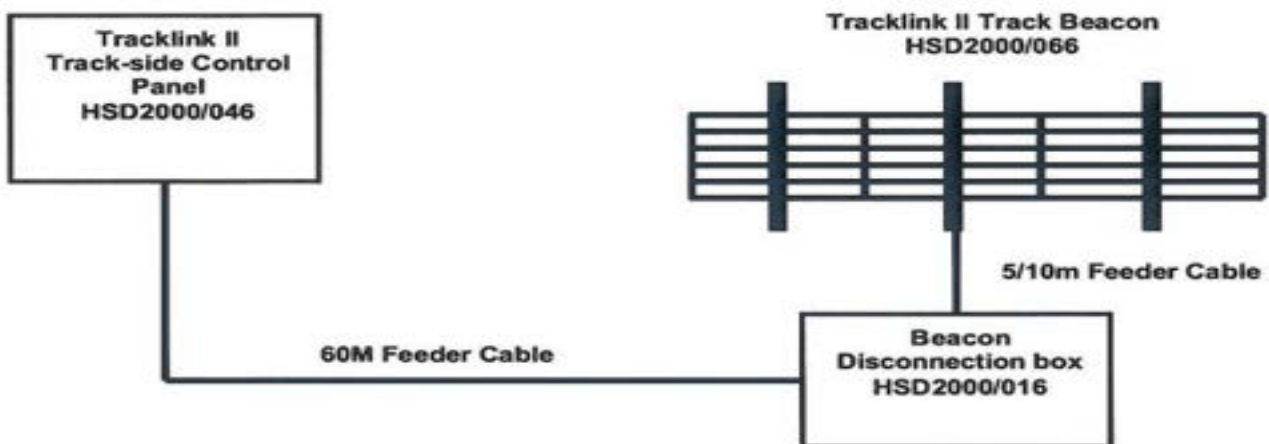 Tracklink II
Track-side Control
Panel
HSD2000/046
Tracklink II Track Beacon
HSD2000/066
5/10m Feeder Cable
60M Feeder Cable
Beacon
Disconnection box
HSD2000/016